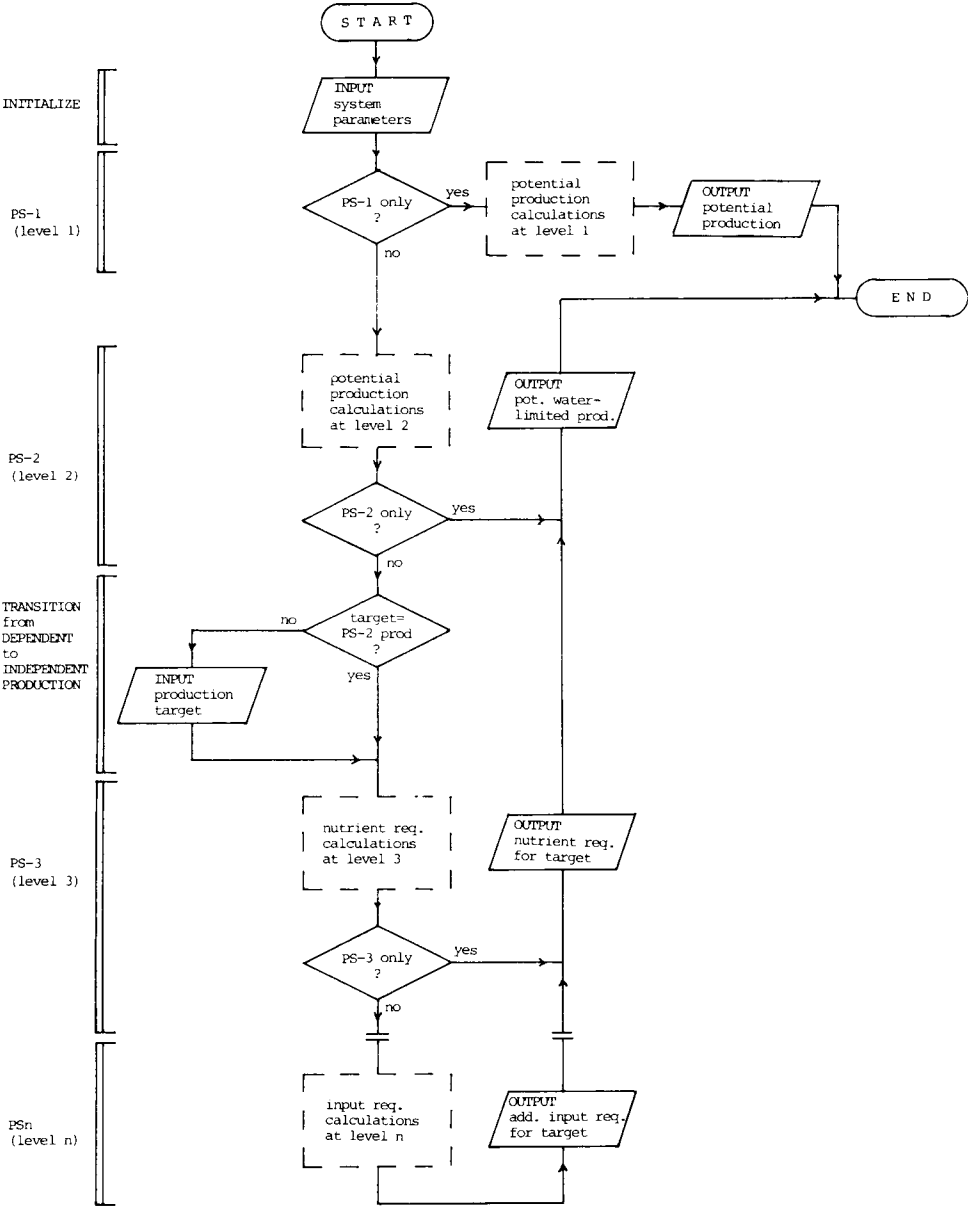 S T A R T
INITIALIZE
INPUT
system
parameters
PS-1
(level 1)
PS-1 only
?
yes
no
potential
production
calculations
at level 1
OUTPUT
potential
production
E N D
PS-2
(level 2)
potential
production
calculations
at level 2
OUTPUT
pot. water-
limited prod.
PS-2 only
?
yes
no
TRANSITION
from
DEPENDENT
to
INDEPENDENT
PRODUCTION
target=
PS-2 prod
?
no
yes
INPUT
production
target
PS-3
(level 3)
nutrient req.
calculations
at level 3
OUTPUT
nutrient req.
for target
PS-3 only
?
yes
no
PSn
(level n)
input req.
calculations
at level n
OUTPUT
add. input req.
for target